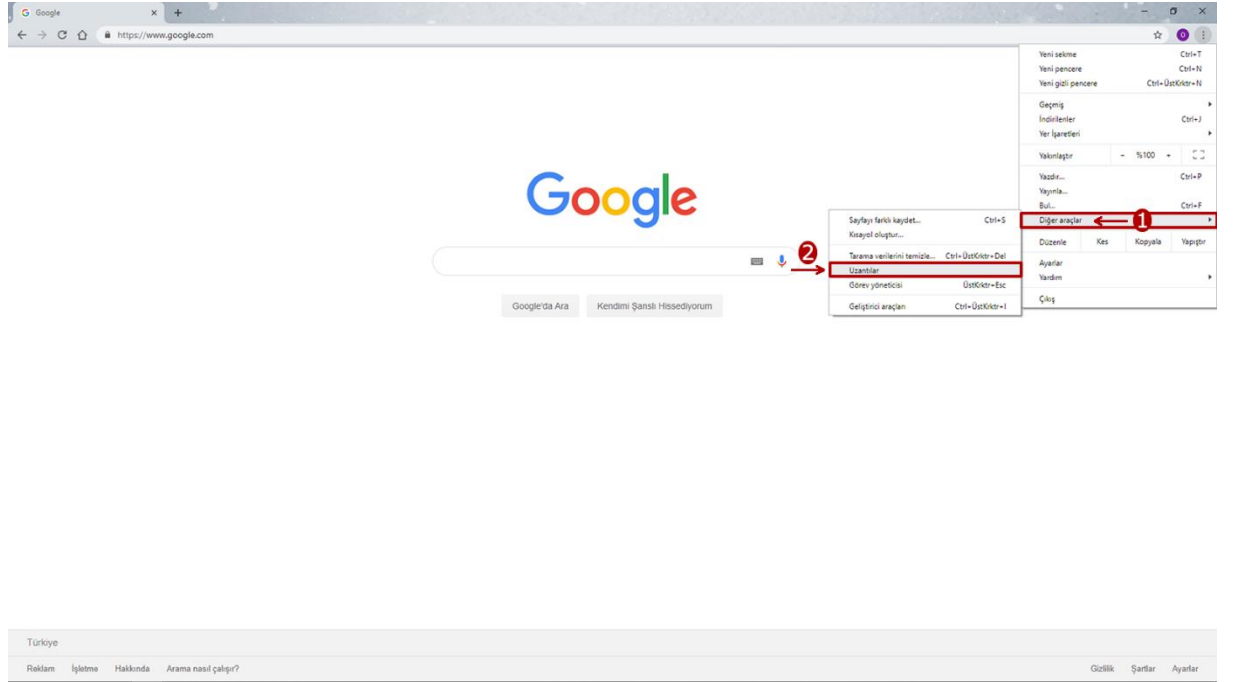 Google
https://www.google.com
Yeni sekme Ctrl+T
Yeni pencere Ctrl+N
Yeni gizli pencere Ctrl+ÜstKrktr+N
Geçmiş
İndirilenler Ctrl+J
Yer İşaretleri
Yakınlaştır - %100 +
Yazdır... Ctrl+P
Yayınla...
Bul... Ctrl+F
Diğer araçlar 1
Düzenle Kes Kopyala Yapıştır
Ayarlar
Yardım
Çıkış
Sayfayı farklı kaydet... Ctrl+S
Kısayol oluştur...
Tarama verilerini temizle... Ctrl+ÜstKrktr+Del
2 Uzantılar
Görev yöneticisi ÜstKrktr+Esc
Geliştirici araçları Ctrl+ÜstKrktr+I
Google
Google'da Ara Kendimi Şanslı Hissediyorum
Türkiye
Reklam İşletme Hakkında Arama nasıl çalışır? Gizlilik Şartlar Ayarlar